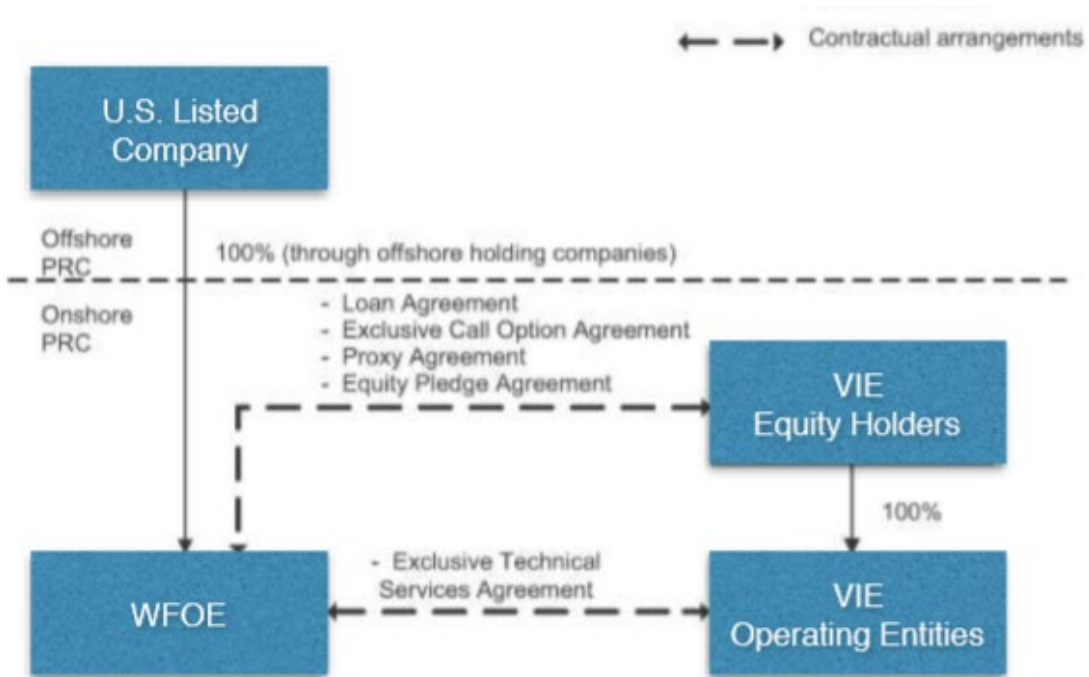 Contractual arrangements
U.S. Listed
Company
Offshore
PRC
100% (through offshore holding companies)
Onshore
PRC
- Loan Agreement
- Exclusive Call Option Agreement
- Proxy Agreement
- Equity Pledge Agreement
VIE
Equity Holders
100%
- Exclusive Technical
Services Agreement
WFOE
VIE
Operating Entities